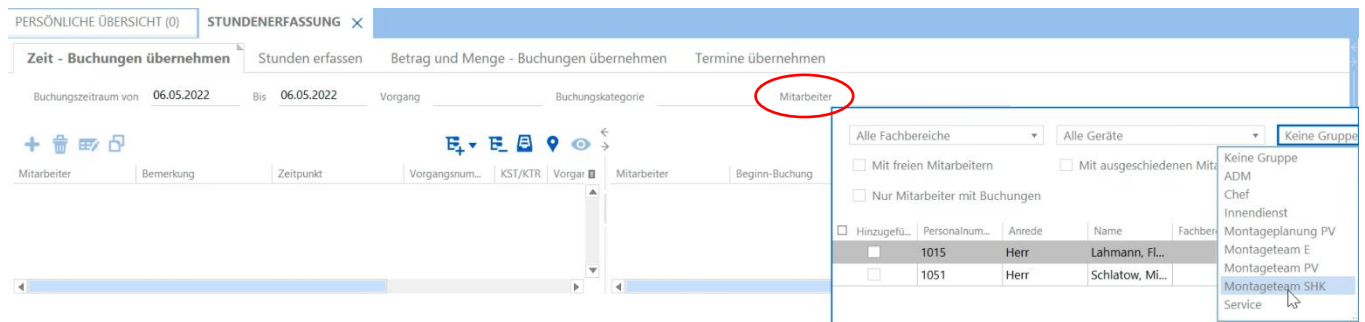 PERSÖNLICHE ÜBERSICHT (0) STUNDENERFASSUNG
Zeit - Buchungen übernehmen Stunden erfassen Betrag und Menge - Buchungen übernehmen Termine übernehmen
Buchungszeitraum von 06.05.2022 Bis 06.05.2022 Vorgang Buchungskategorie Mitarbeiter
Alle Fachbereiche Alle Geräte Keine Gruppe
Mitarbeiter Bemerkung Zeitpunkt Vorgangsnum... KST/KTR Vorgar Mitarbeiter Beginn-Buchung
Mit freien Mitarbeitern Mit ausgeschiedenen Mita
Nur Mitarbeiter mit Buchungen
Hinzugefü... Personalnum... Anrede Name Fachber
1015 Herr Lahmann, Fl...
1051 Herr Schlatow, Mi...
Keine Gruppe
ADM
Chef
Innendienst
Montageplanung PV
Montageteam E
Montageteam PV
Montageteam SHK
Service